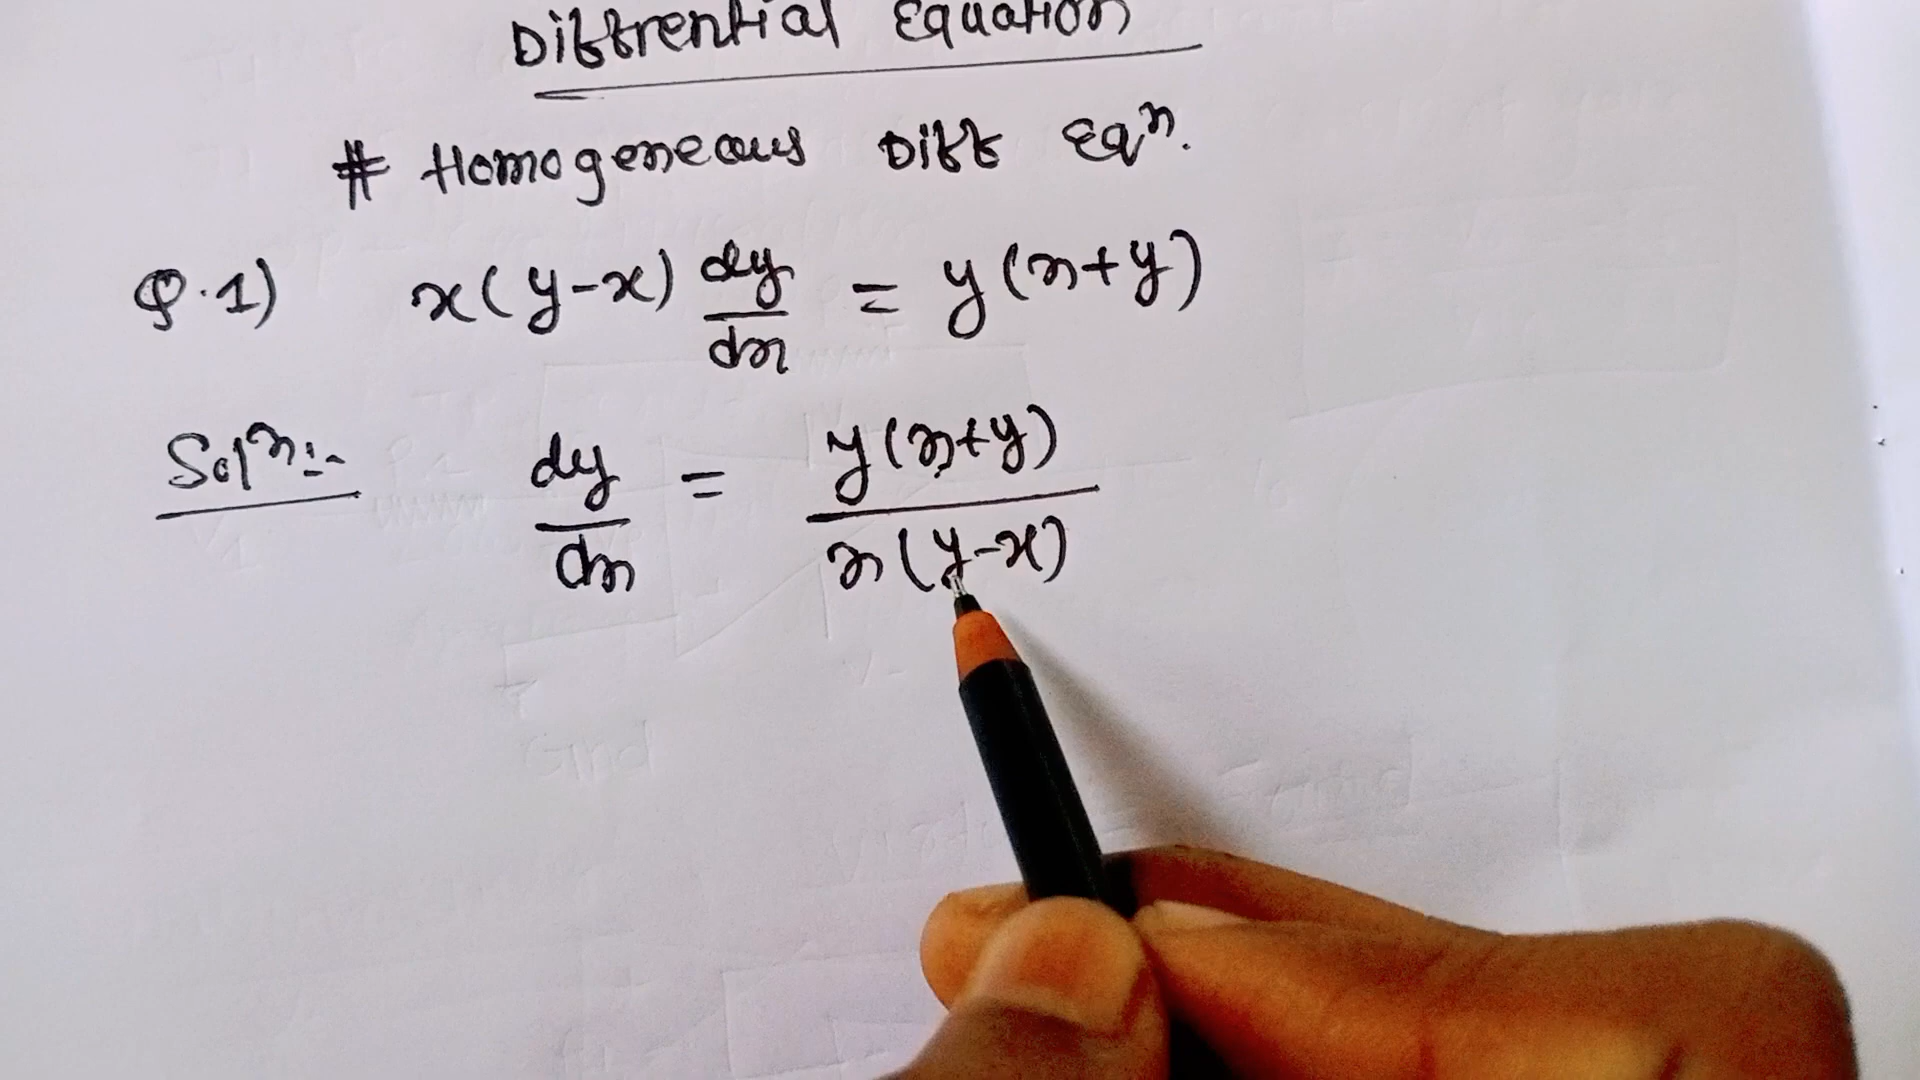 Diffrential Equation
# Homogeneous Diff Eqⁿ.
Q.1) x(y-x) dy/dx = y(x+y)
Solⁿ:- dy/dx = y(x+y)/x(y-x)